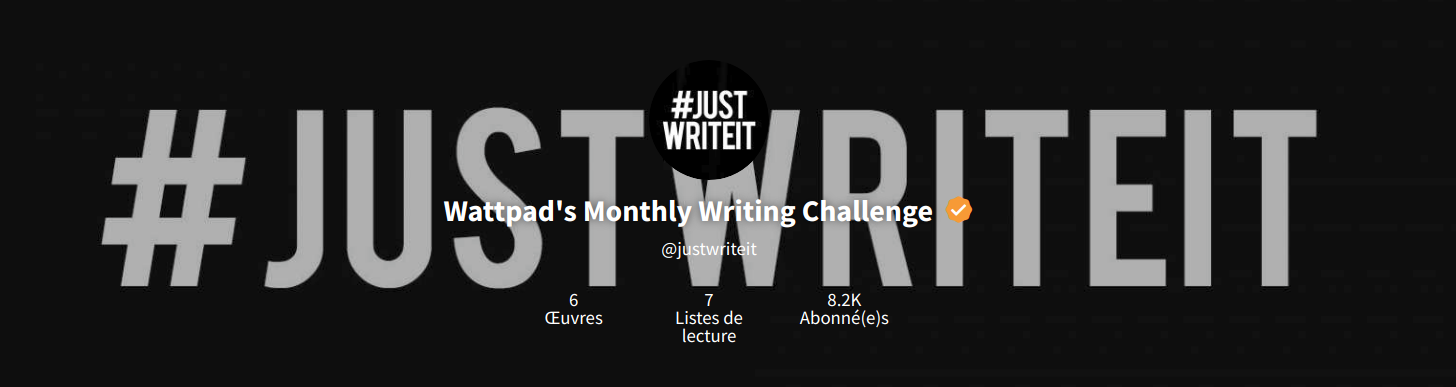 #JUSTWRITEIT
#JUST
WRITEIT
Wattpad's Monthly Writing Challenge
@justwriteit
6
Œuvres
7
Listes de
lecture
8.2K
Abonné(e)s